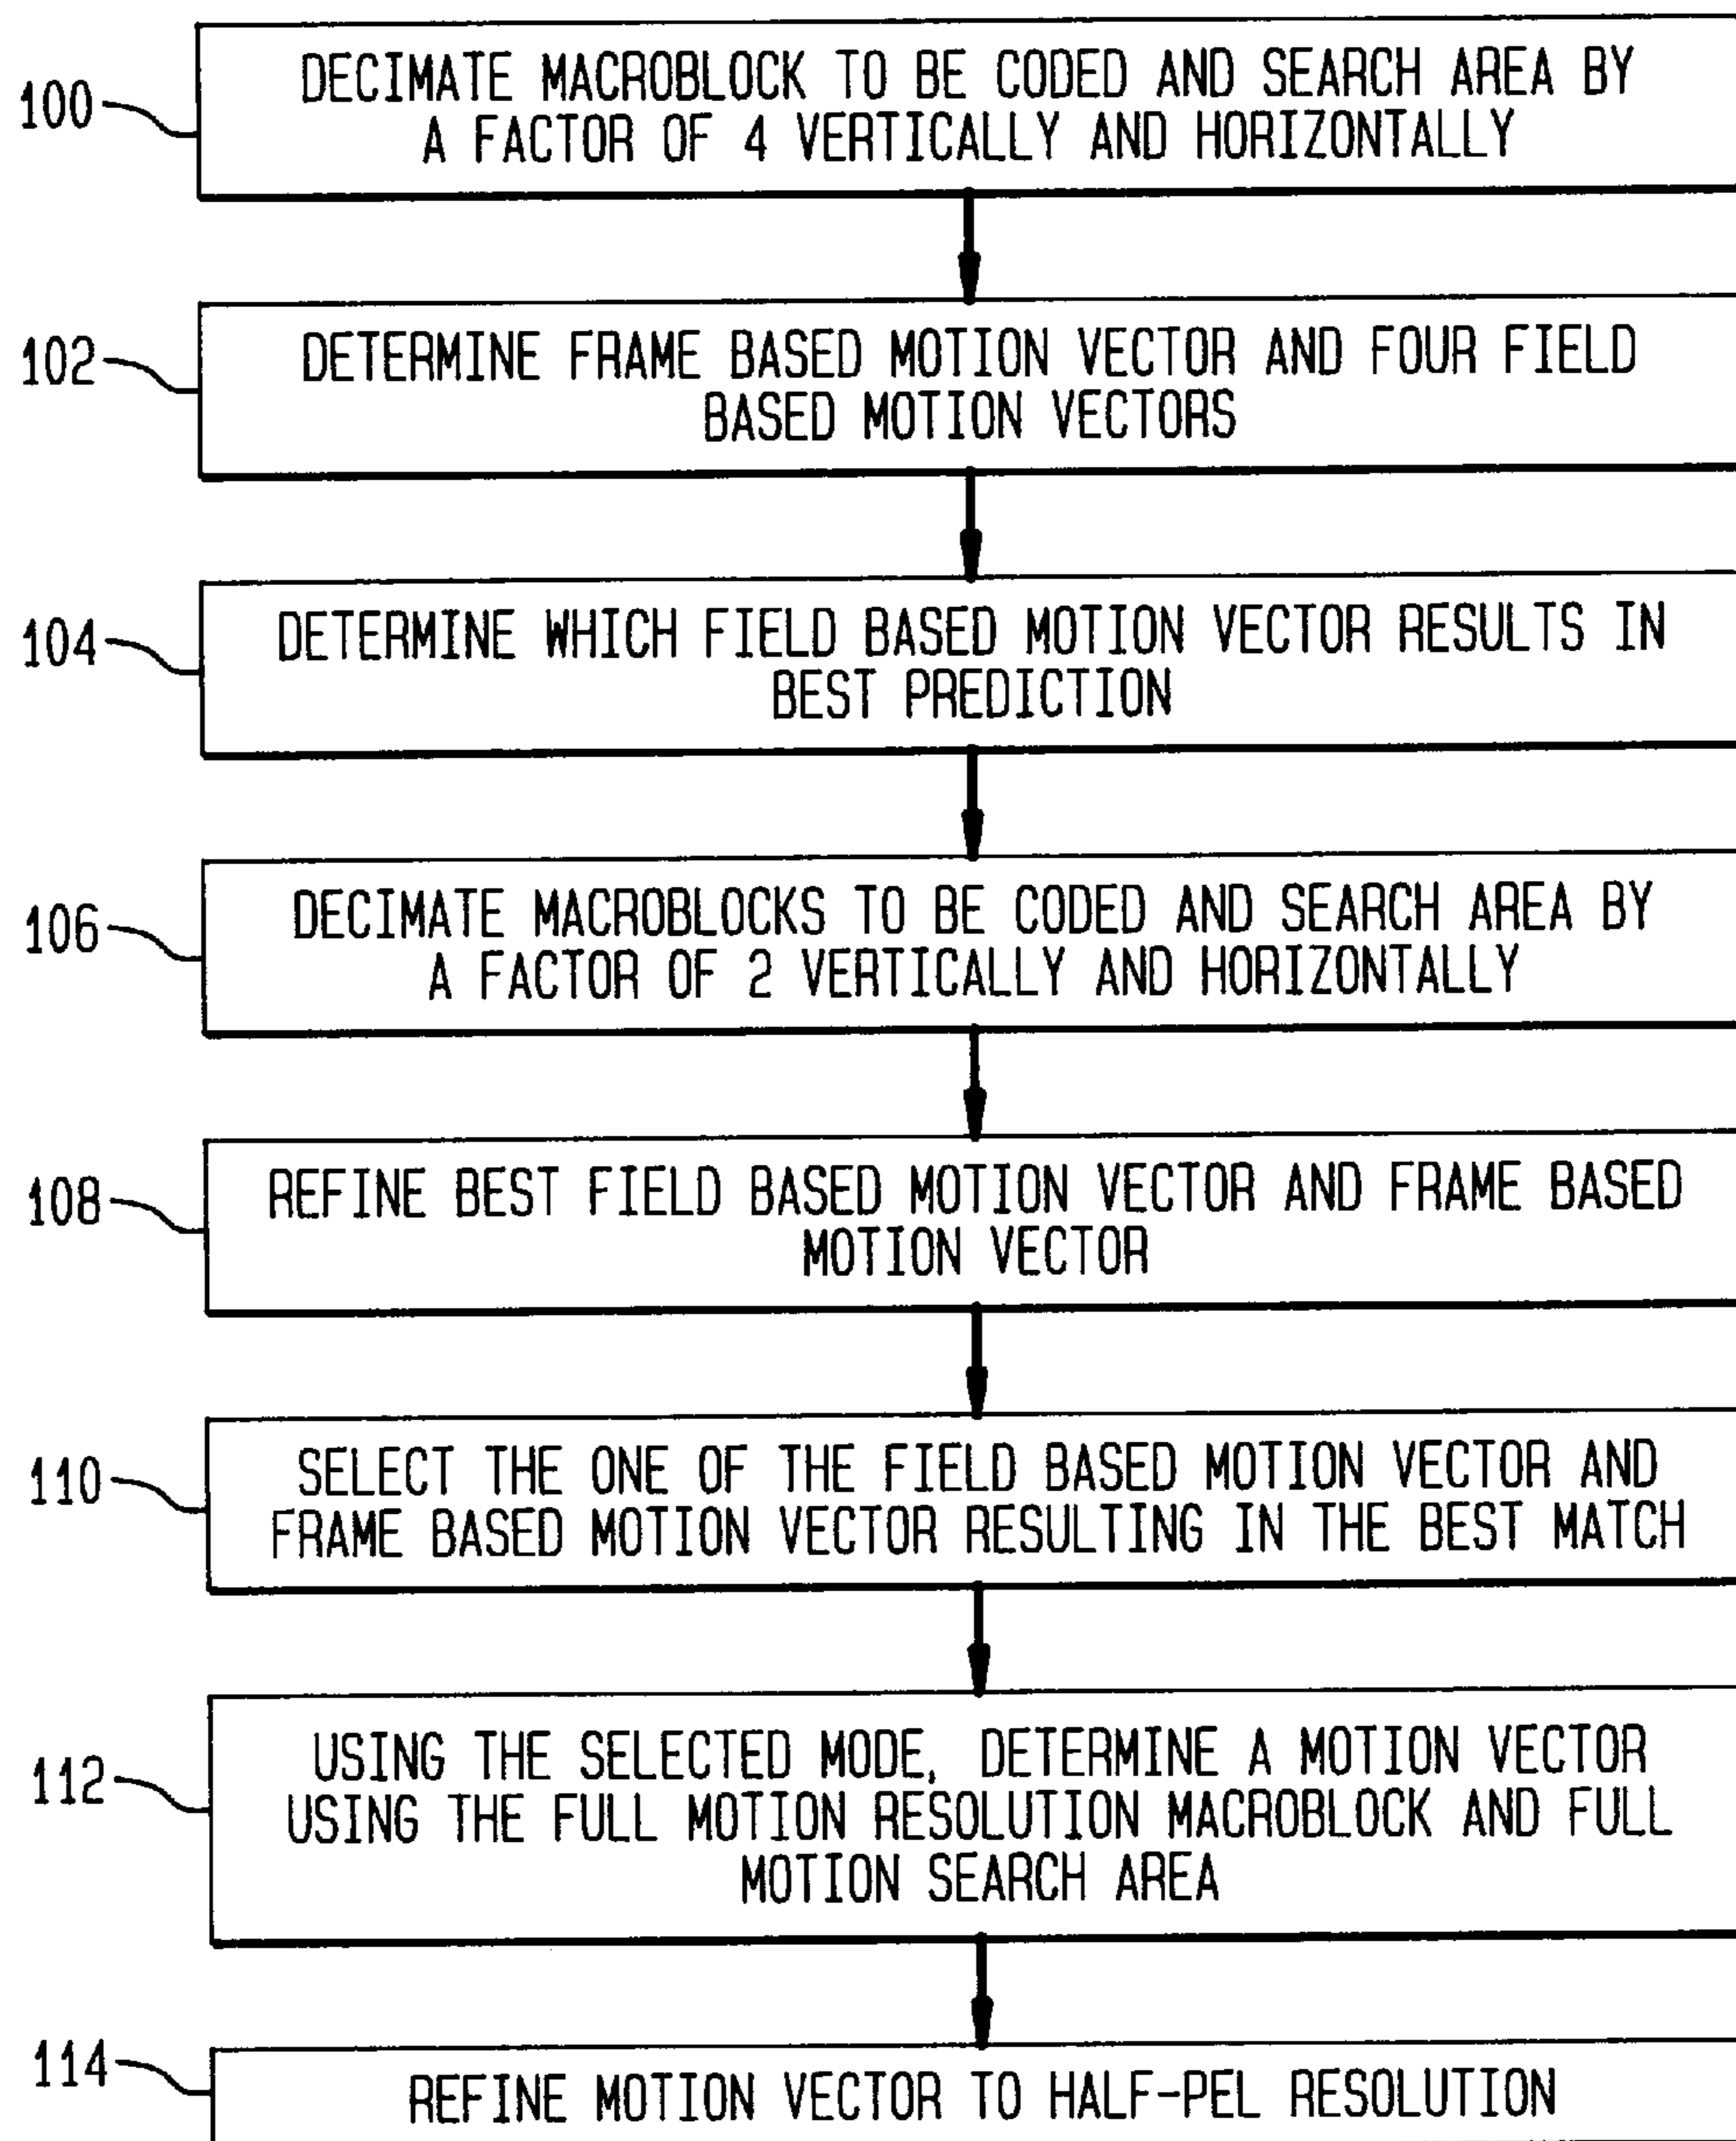 100
DECIMATE MACROBLOCK TO BE CODED AND SEARCH AREA BY
A FACTOR OF 4 VERTICALLY AND HORIZONTALLY
102
DETERMINE FRAME BASED MOTION VECTOR AND FOUR FIELD
BASED MOTION VECTORS
104
DETERMINE WHICH FIELD BASED MOTION VECTOR RESULTS IN
BEST PREDICTION
106
DECIMATE MACROBLOCKS TO BE CODED AND SEARCH AREA BY
A FACTOR OF 2 VERTICALLY AND HORIZONTALLY
108
REFINE BEST FIELD BASED MOTION VECTOR AND FRAME BASED
MOTION VECTOR
110
SELECT THE ONE OF THE FIELD BASED MOTION VECTOR AND
FRAME BASED MOTION VECTOR RESULTING IN THE BEST MATCH
112
USING THE SELECTED MODE, DETERMINE A MOTION VECTOR
USING THE FULL MOTION RESOLUTION MACROBLOCK AND FULL
MOTION SEARCH AREA
114
REFINE MOTION VECTOR TO HALF-PEL RESOLUTION